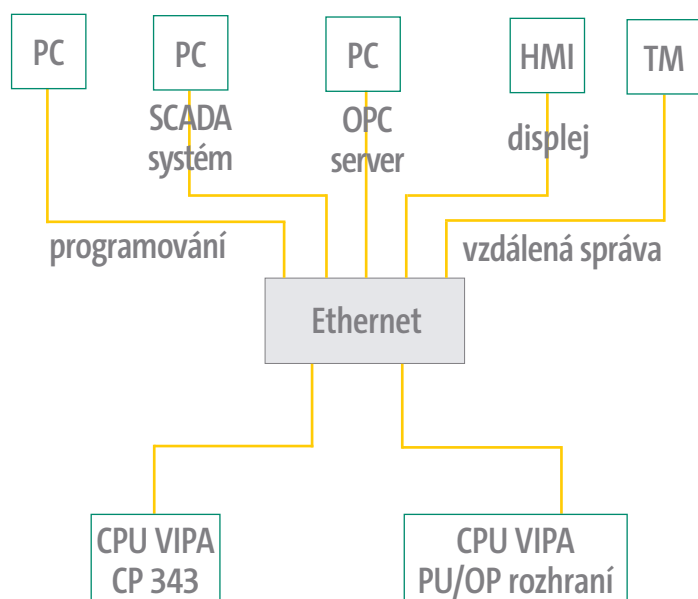 PC
PC
PC
HMI
TM
SCADA
systém
OPC
server
displej
programování
vzdálená správa
Ethernet
CPU VIPA
CP 343
CPU VIPA
PU/OP rozhraní